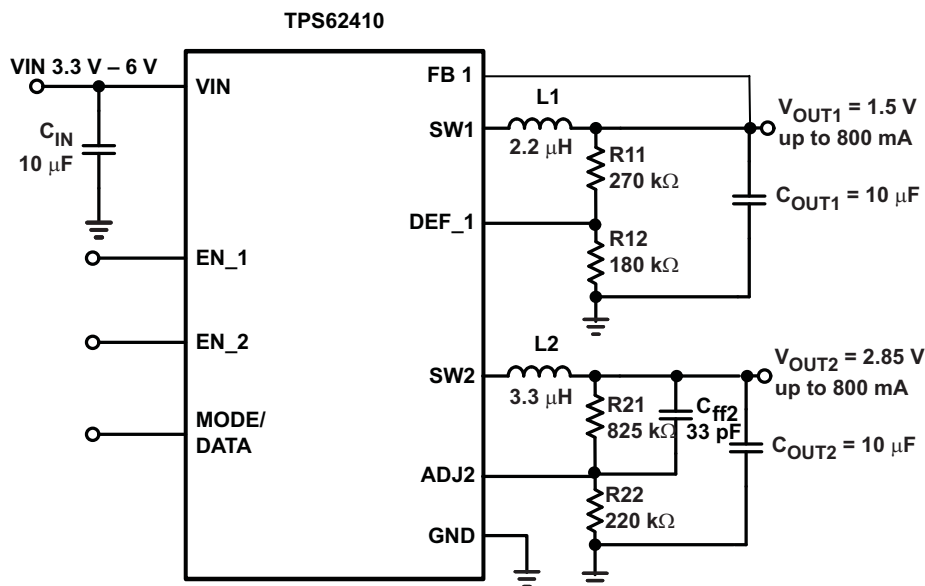 TPS62410
VIN 3.3 V – 6 V
VIN
FB 1
L1
SW1
2.2 μH
V_OUT1 = 1.5 V
up to 800 mA
C_IN
10 μF
R11
270 kΩ
C_OUT1 = 10 μF
DEF_1
R12
180 kΩ
EN_1
EN_2
L2
SW2
3.3 μH
V_OUT2 = 2.85 V
up to 800 mA
MODE/
DATA
R21
825 kΩ
C_ff2
33 pF
C_OUT2 = 10 μF
ADJ2
R22
220 kΩ
GND